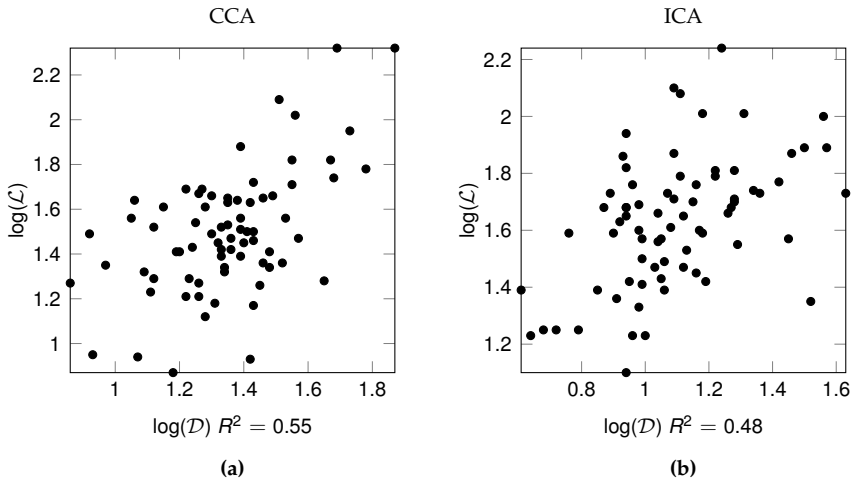 CCA
2.2
2
1.8
1.6
1.4
1.2
1
log(ℒ)
1 1.2 1.4 1.6 1.8
log(𝒟) R² = 0.55
(a)
ICA
2.2
2
1.8
1.6
1.4
1.2
log(ℒ)
0.8 1 1.2 1.4 1.6
log(𝒟) R² = 0.48
(b)